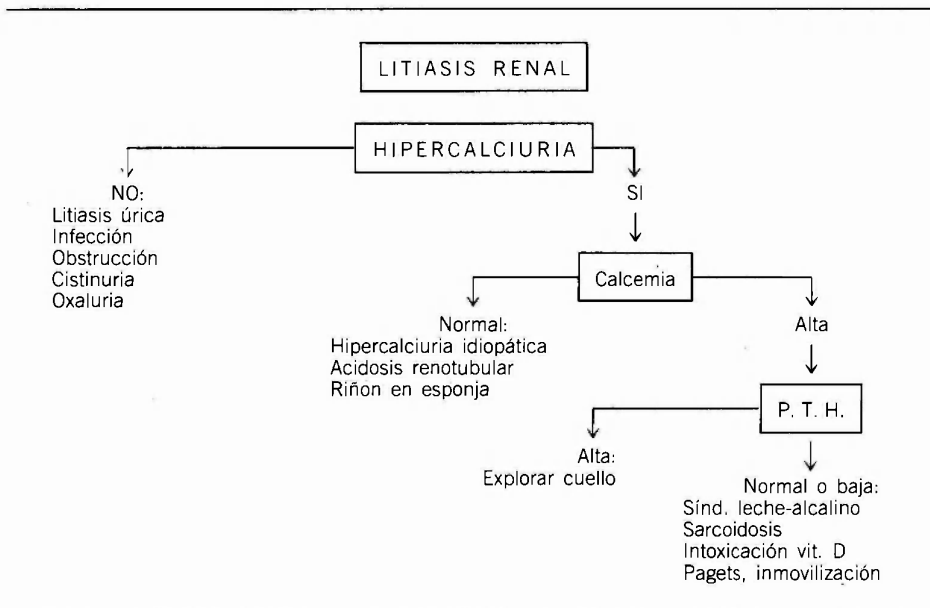 LITIASIS RENAL
HIPERCALCIURIA
NO:
Litiasis úrica
Infección
Obstrucción
Cistinuria
Oxaluria
SI
Calcemia
Normal:
Hipercalciuria idiopática
Acidosis renotubular
Riñon en esponja
Alta
P. T. H.
Alta:
Explorar cuello
Normal o baja:
Sínd. leche-alcalino
Sarcoidosis
Intoxicación vit. D
Pagets, inmovilización